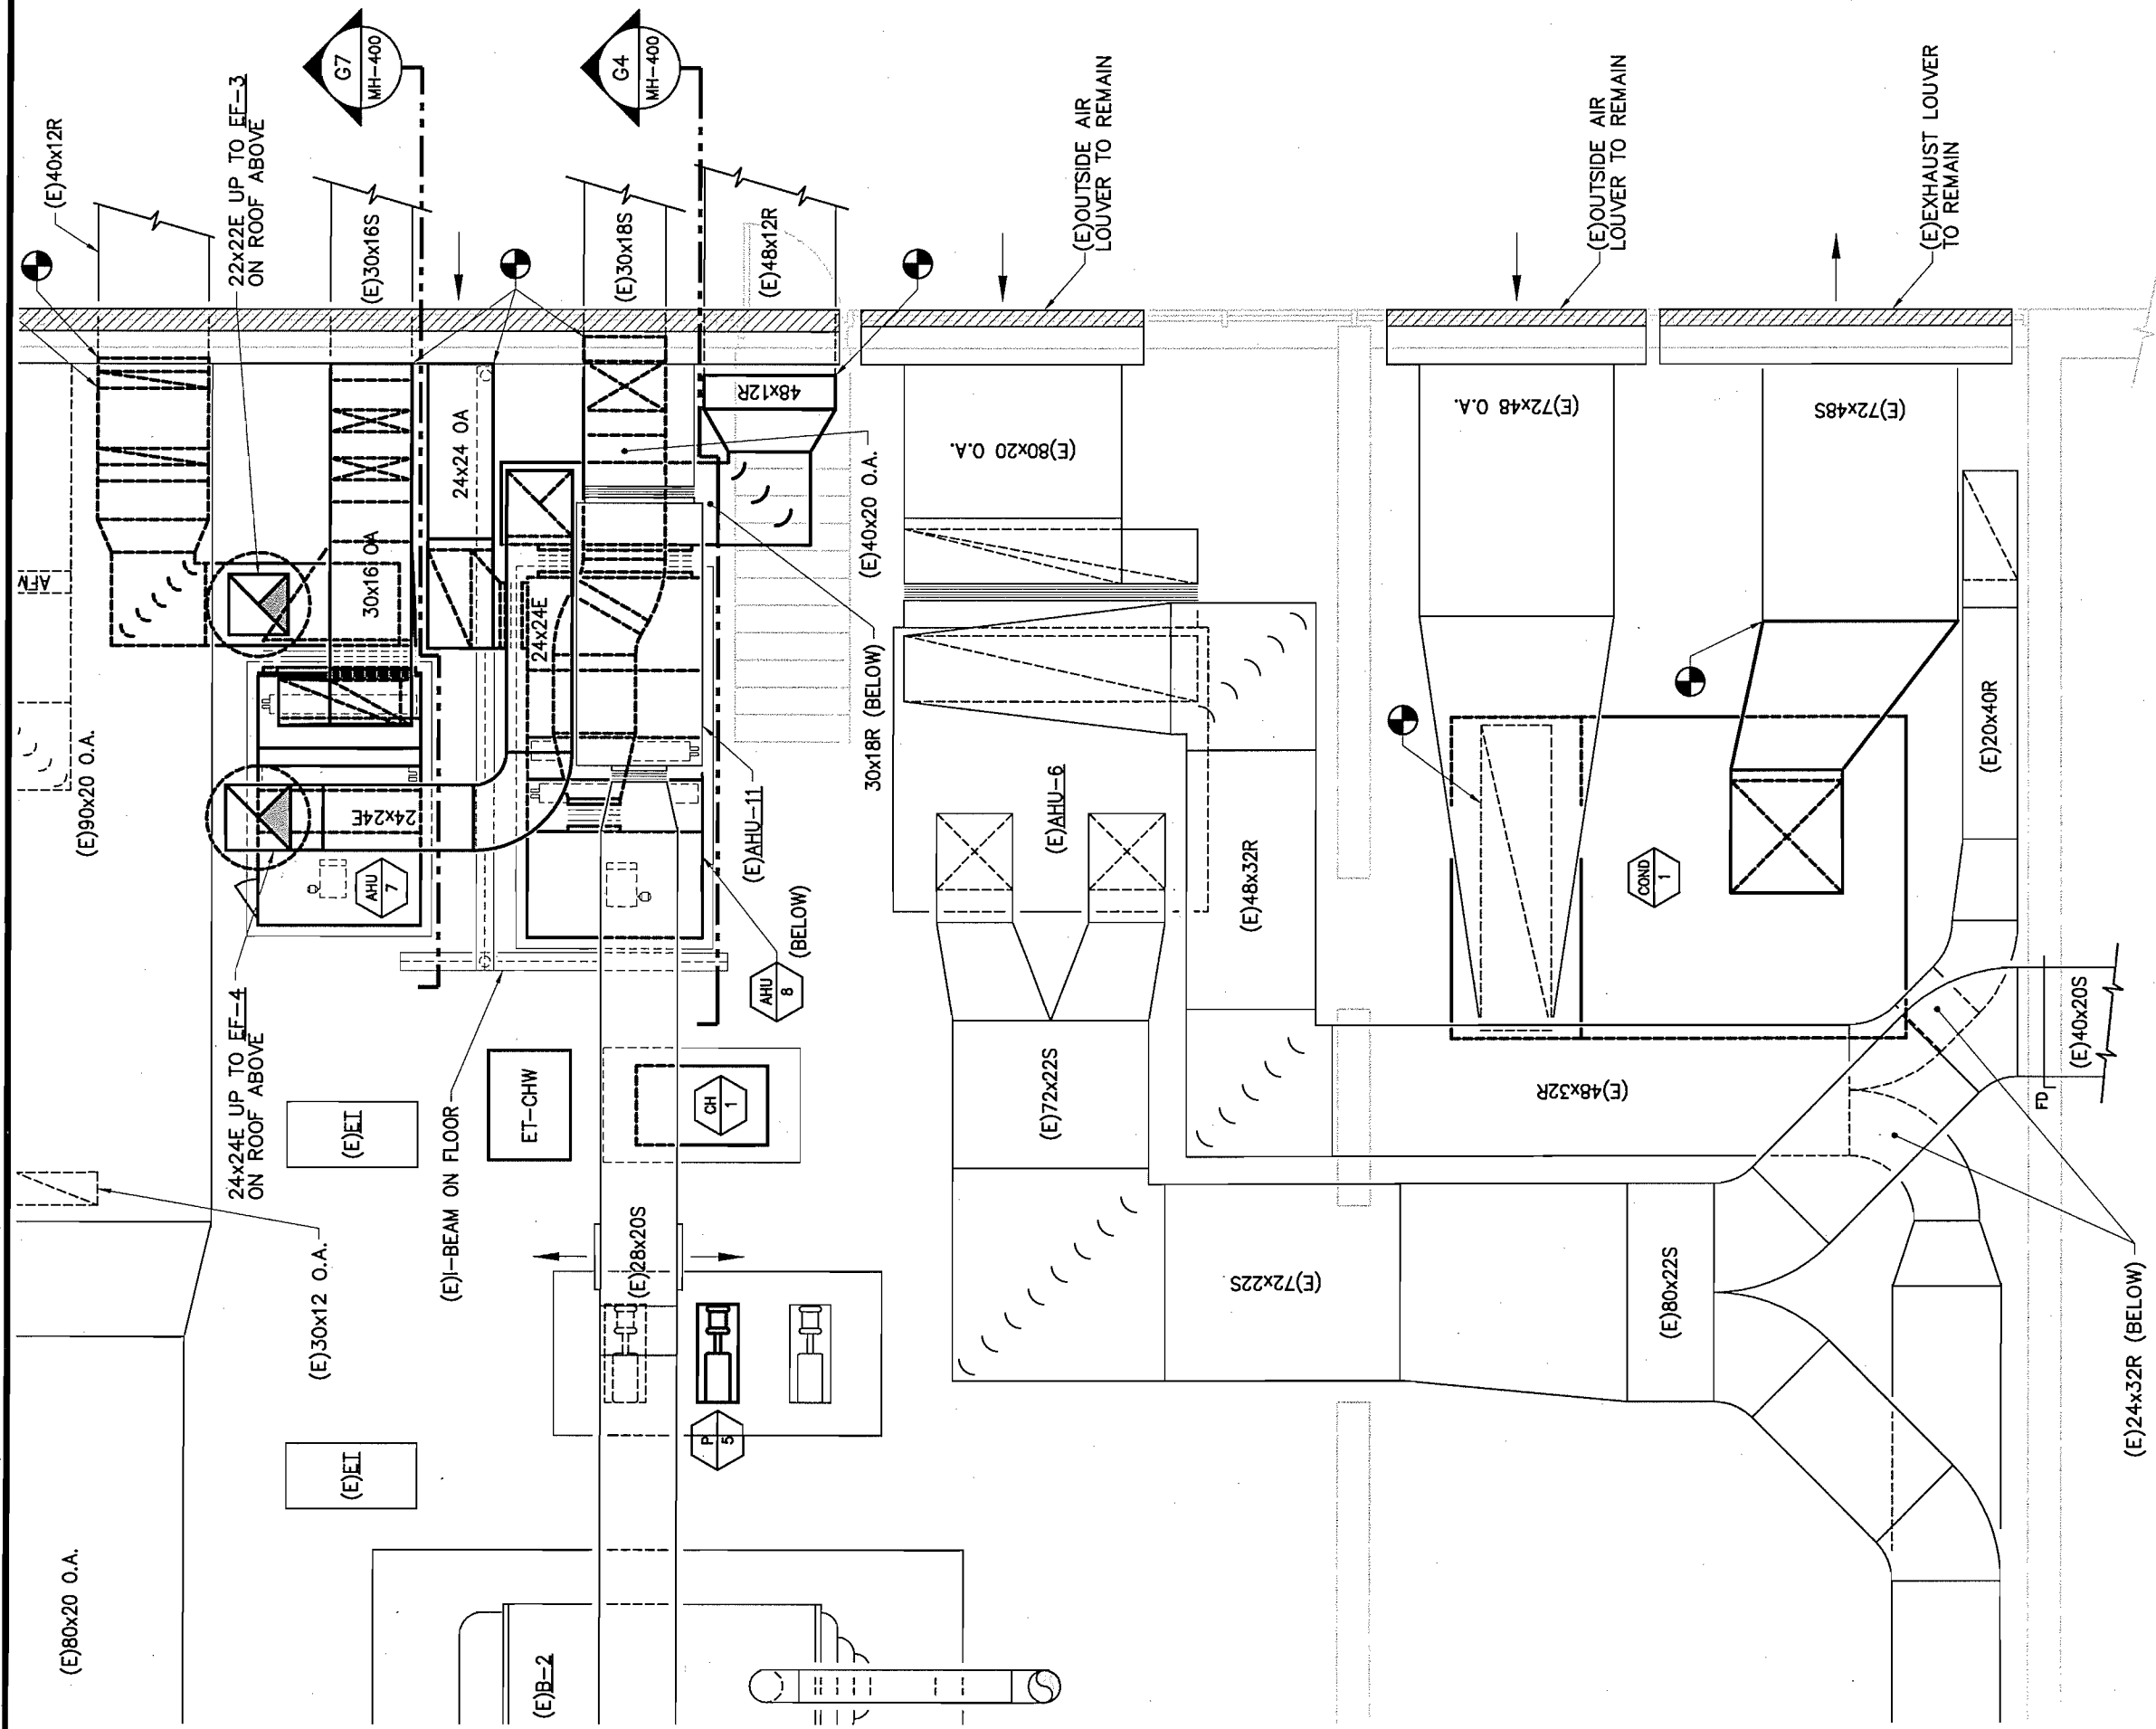 G7
MH-400
G4
MH-400
(E)40x12R
22x22E UP TO EF-3
ON ROOF ABOVE
(E)30x16S
(E)30x18S
(E)48x12R
(E)OUTSIDE AIR
LOUVER TO REMAIN
(E)OUTSIDE AIR
LOUVER TO REMAIN
(E)EXHAUST LOUVER
TO REMAIN
AFM
30x16 OA
24x24 OA
48x12R
(E)40x20 O.A.
(E)80x20 O.A.
(E)72x48 O.A.
(E)72x48S
(E)90x20 O.A.
24x24E
24x24E
30x18R (BELOW)
(E)AHU-11
(E)AHU-6
(E)48x32R
(E)20x40R
AHU
7
AHU
8
(BELOW)
COND
1
24x24E UP TO EF-4
ON ROOF ABOVE
(E)I-BEAM ON FLOOR
(E)ET
ET-CHW
CH
1
(E)72x22S
(E)48x32R
(E)40x20S
FD
(E)30x12 O.A.
(E)28x20S
(E)72x22S
(E)80x22S
(E)24x32R (BELOW)
P
5
(E)ET
(E)80x20 O.A.
(E)B-2